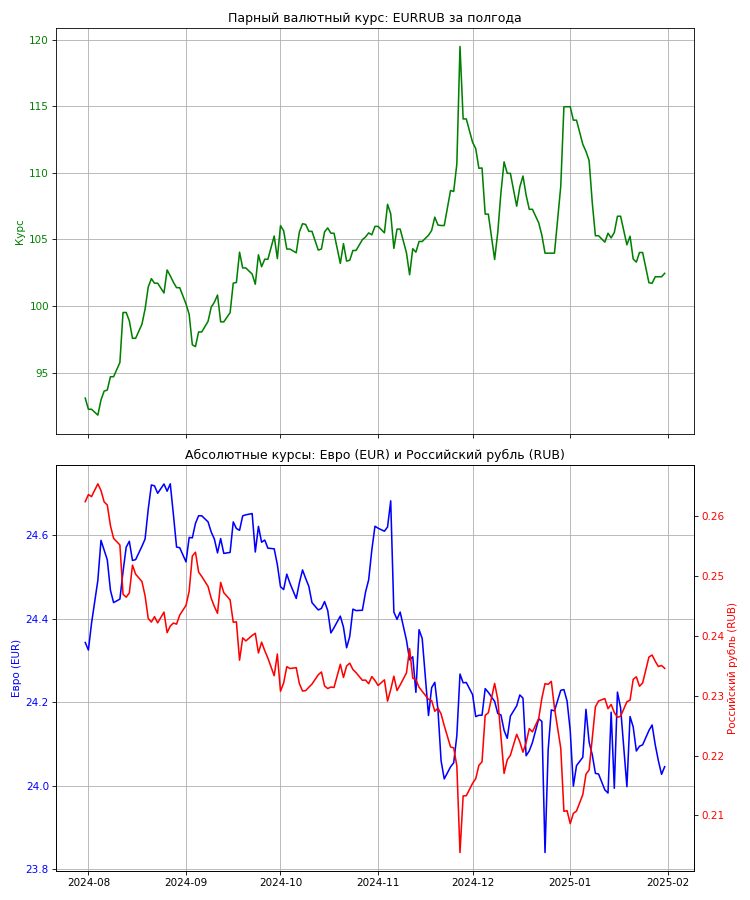 Парный валютный курс: EURRUB за полгода
120
115
110
105
100
95
Курс
Абсолютные курсы: Евро (EUR) и Российский рубль (RUB)
24.6
24.4
24.2
24.0
23.8
Евро (EUR)
0.26
0.25
0.24
0.23
0.22
0.21
Российский рубль (RUB)
2024-08 2024-09 2024-10 2024-11 2024-12 2025-01 2025-02